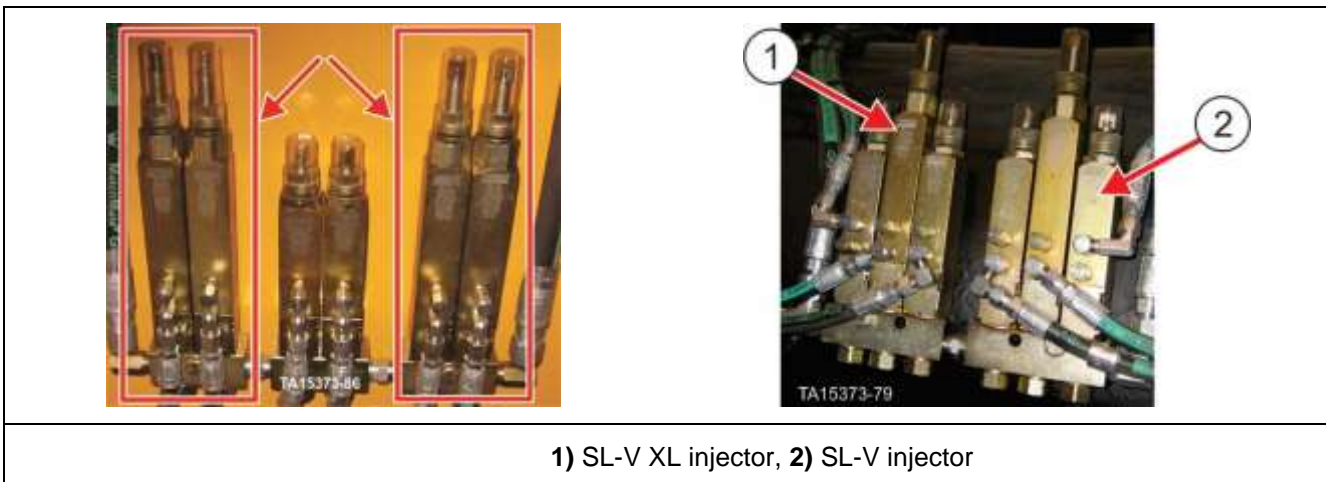 1
2
TA15373-86
TA15373-79
1) SL-V XL injector, 2) SL-V injector